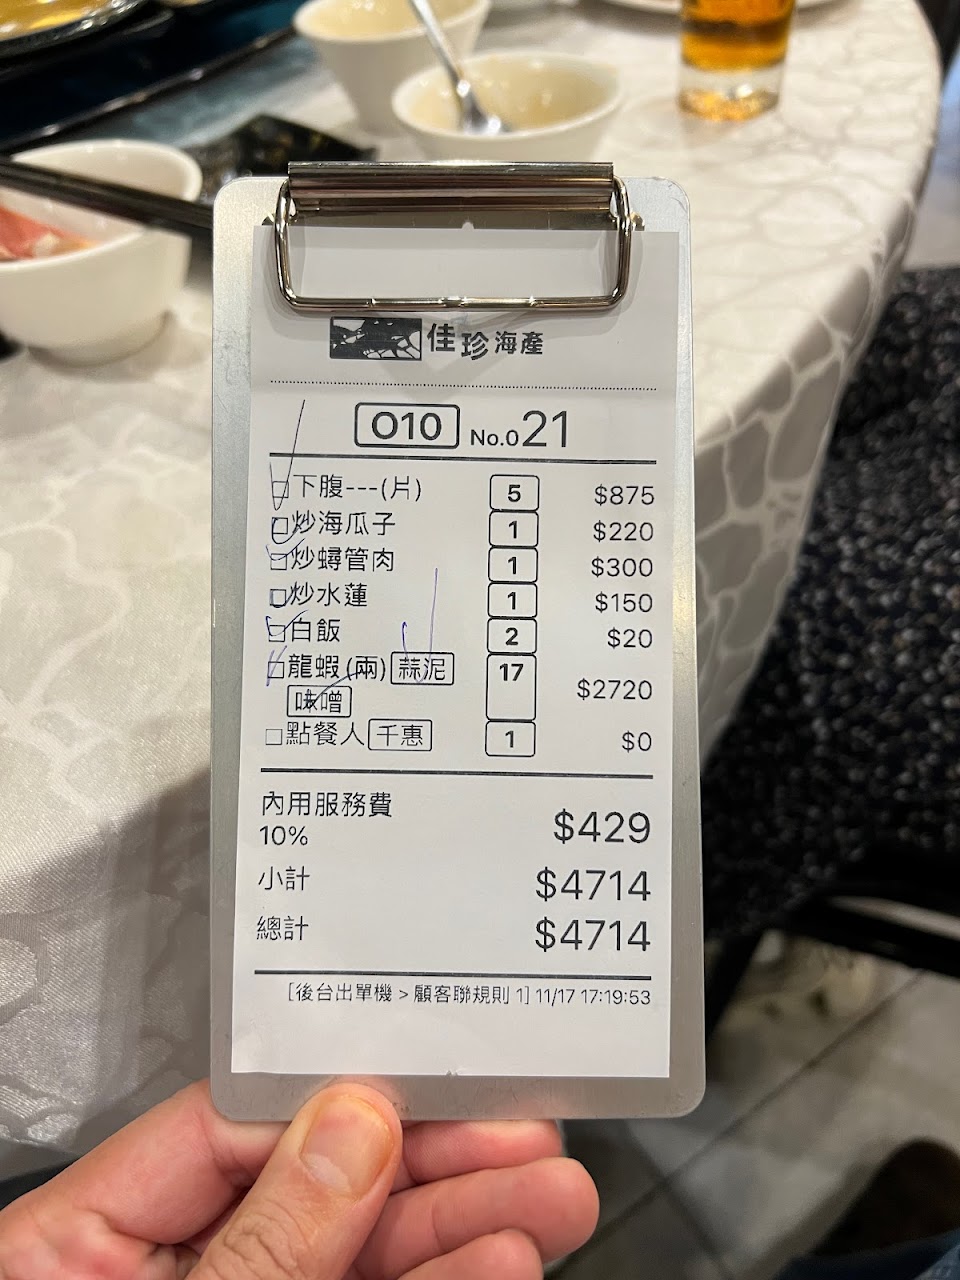 佳珍海產
O10 No.021
□下腹---(片) 5 $875
□炒海瓜子 1 $220
□炒蟳管肉 1 $300
□炒水蓮 1 $150
□白飯 2 $20
□龍蝦(兩) 蒜泥 17 $2720
味噌
□點餐人 千惠 1 $0
內用服務費
10% $429
小計 $4714
總計 $4714
[後台出單機 > 顧客聯規則 1] 11/17 17:19:53